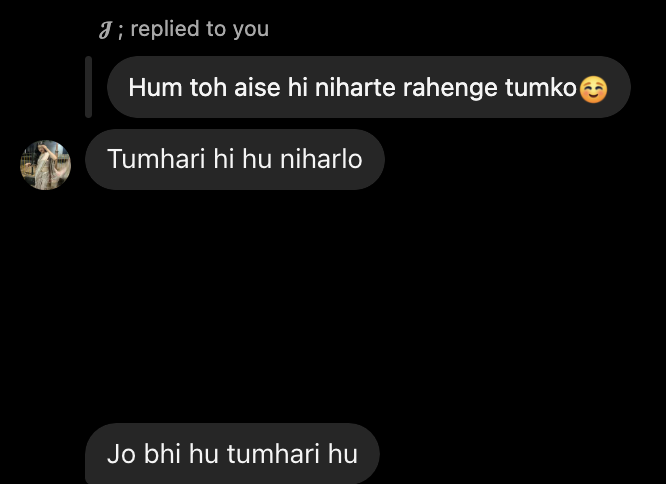 𝒥 ; replied to you
Hum toh aise hi niharte rahenge tumko☺️
Tumhari hi hu niharlo
Jo bhi hu tumhari hu